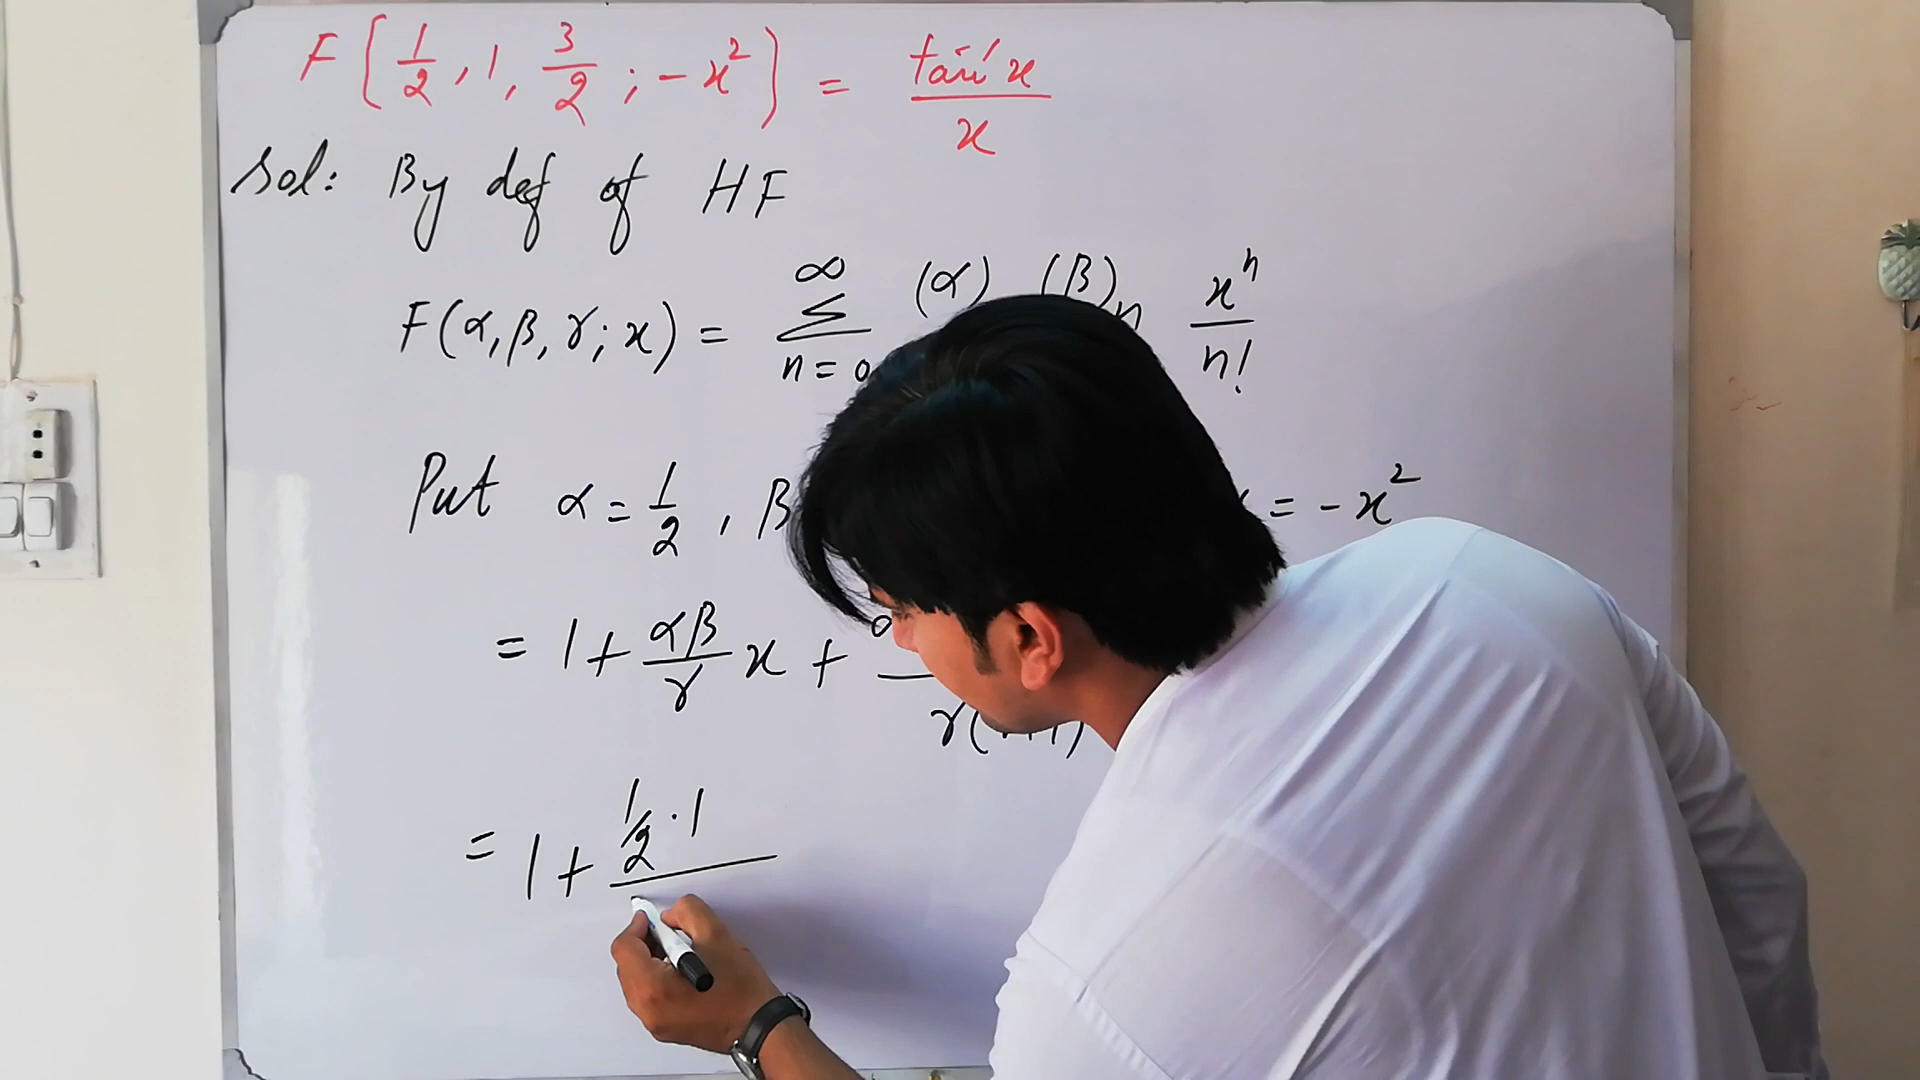 F(1/2, 1, 3/2; -x²) = tan⁻¹x/x
Sol: By def of HF
F(α, β, γ; x) = ∑ n=0 ∞ (α) (β)n xⁿ/n!
Put α = 1/2, β = -x²
= 1 + αβ/γ x + γ( 1)
= 1 + 1/2 · 1